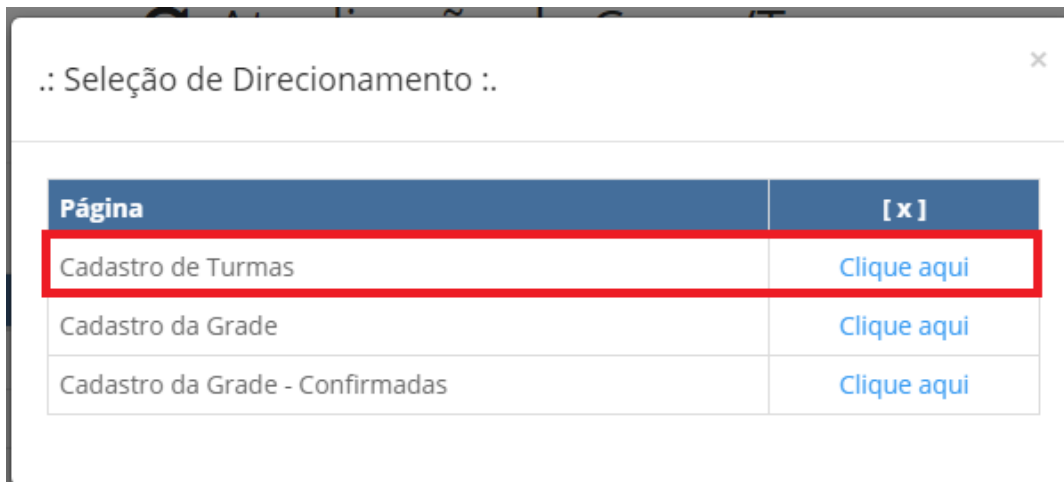 .: Seleção de Direcionamento :.
×
Página [ x ]
Cadastro de Turmas Clique aqui
Cadastro da Grade Clique aqui
Cadastro da Grade - Confirmadas Clique aqui